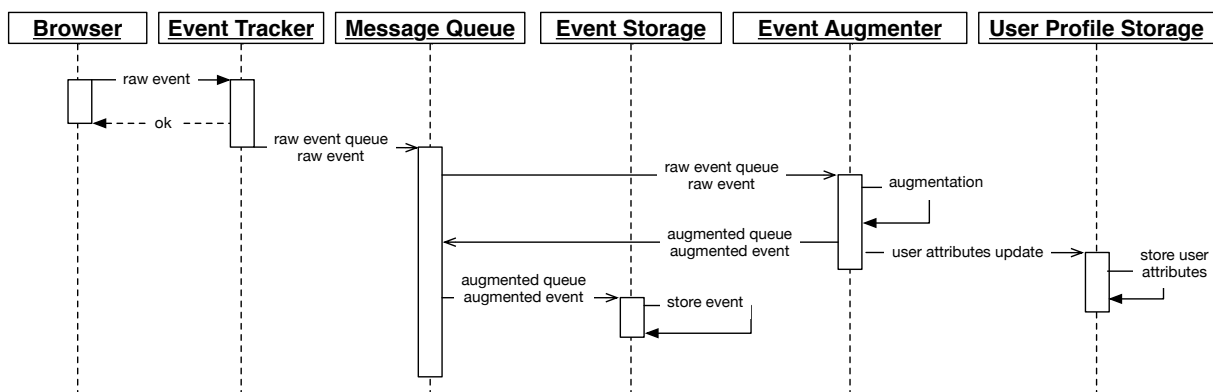 Browser
Event Tracker
Message Queue
Event Storage
Event Augmenter
User Profile Storage
raw event
ok
raw event queue
raw event
raw event queue
raw event
augmentation
augmented queue
augmented event
user attributes update
store user
attributes
augmented queue
augmented event
store event